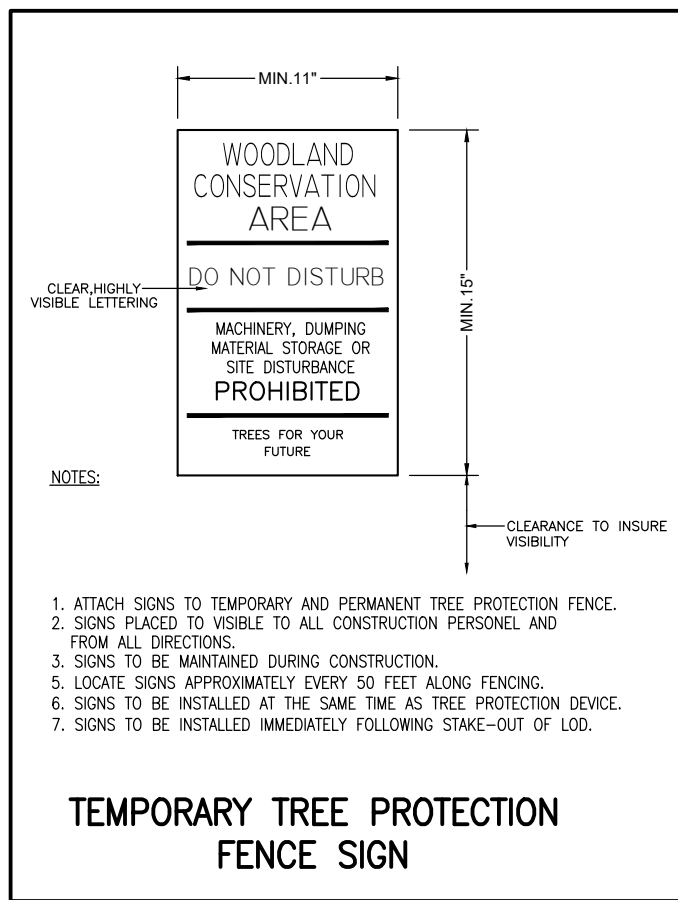 MIN.11"
WOODLAND
CONSERVATION
AREA
DO NOT DISTURB
CLEAR,HIGHLY
VISIBLE LETTERING
MACHINERY, DUMPING
MATERIAL STORAGE OR
SITE DISTURBANCE
PROHIBITED
TREES FOR YOUR
FUTURE
MIN.15"
NOTES:
CLEARANCE TO INSURE
VISIBILITY
1. ATTACH SIGNS TO TEMPORARY AND PERMANENT TREE PROTECTION FENCE.
2. SIGNS PLACED TO VISIBLE TO ALL CONSTRUCTION PERSONEL AND
FROM ALL DIRECTIONS.
3. SIGNS TO BE MAINTAINED DURING CONSTRUCTION.
5. LOCATE SIGNS APPROXIMATELY EVERY 50 FEET ALONG FENCING.
6. SIGNS TO BE INSTALLED AT THE SAME TIME AS TREE PROTECTION DEVICE.
7. SIGNS TO BE INSTALLED IMMEDIATELY FOLLOWING STAKE-OUT OF LOD.
TEMPORARY TREE PROTECTION
FENCE SIGN